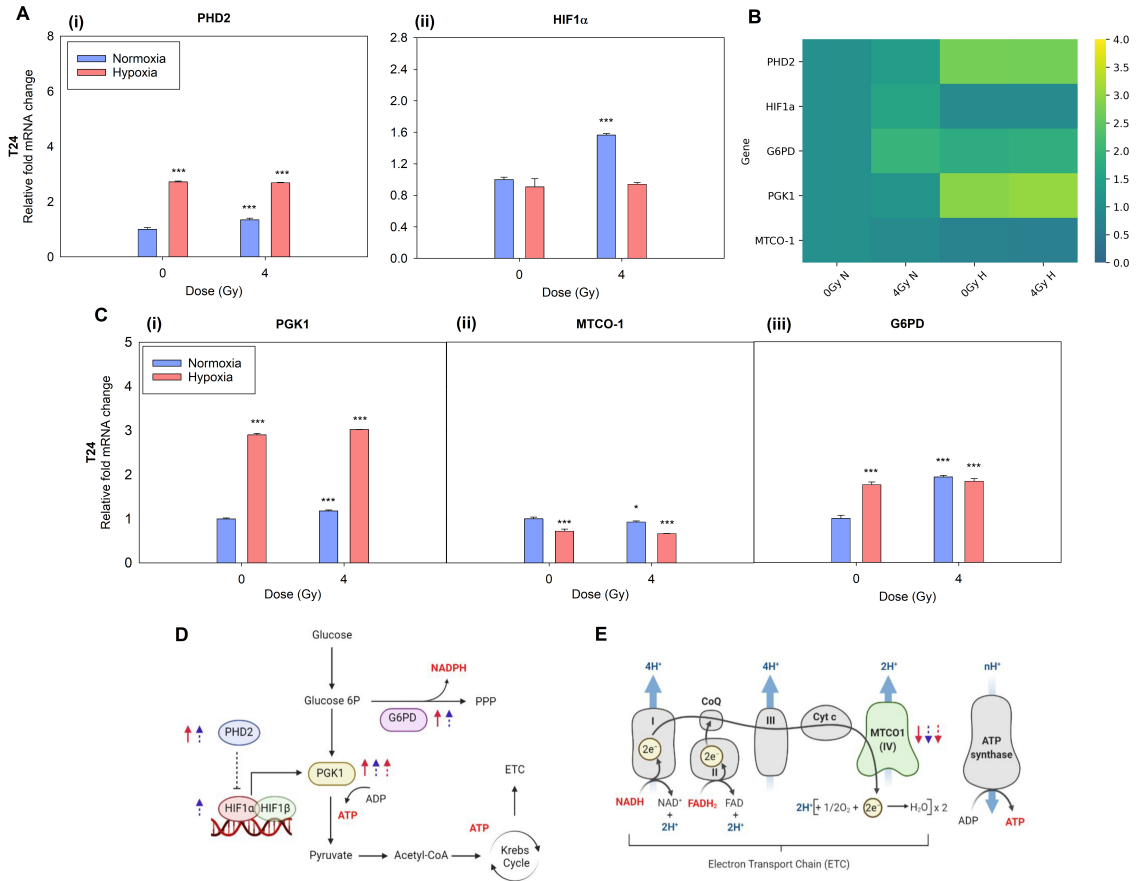 A
(i)
PHD2
8
6
4
2
0
Normoxia
Hypoxia
***
***
***
T24
Relative fold mRNA change
0
4
Dose (Gy)
(ii)
HIF1α
2.8
2.4
2.0
1.6
1.2
0.8
0.4
0.0
***
0
4
Dose (Gy)
B
Gene
PHD2
HIF1a
G6PD
PGK1
MTCO-1
0Gy N
4Gy N
0Gy H
4Gy H
4.0
3.5
3.0
2.5
2.0
1.5
1.0
0.5
0.0
C
(i)
PGK1
5
4
3
2
1
0
Normoxia
Hypoxia
***
***
***
T24
Relative fold mRNA change
0
4
Dose (Gy)
(ii)
MTCO-1
***
*
***
0
4
Dose (Gy)
(iii)
G6PD
***
***
***
0
4
Dose (Gy)
D
Glucose
NADPH
Glucose 6P
PPP
G6PD
PHD2
PGK1
ETC
ADP
HIF1α
HIF1β
ATP
ATP
Pyruvate
Acetyl-CoA
Krebs
Cycle
E
4H⁺
4H⁺
2H⁺
nH⁺
CoQ
I
III
Cyt c
MTCO1
(IV)
ATP
synthase
2e⁻
2e⁻
II
NADH
NAD⁺
+
2H⁺
FADH₂
FAD
+
2H⁺
2H⁺[+ 1/2O₂ + 2e⁻ H₂O] x 2
ADP
ATP
Electron Transport Chain (ETC)